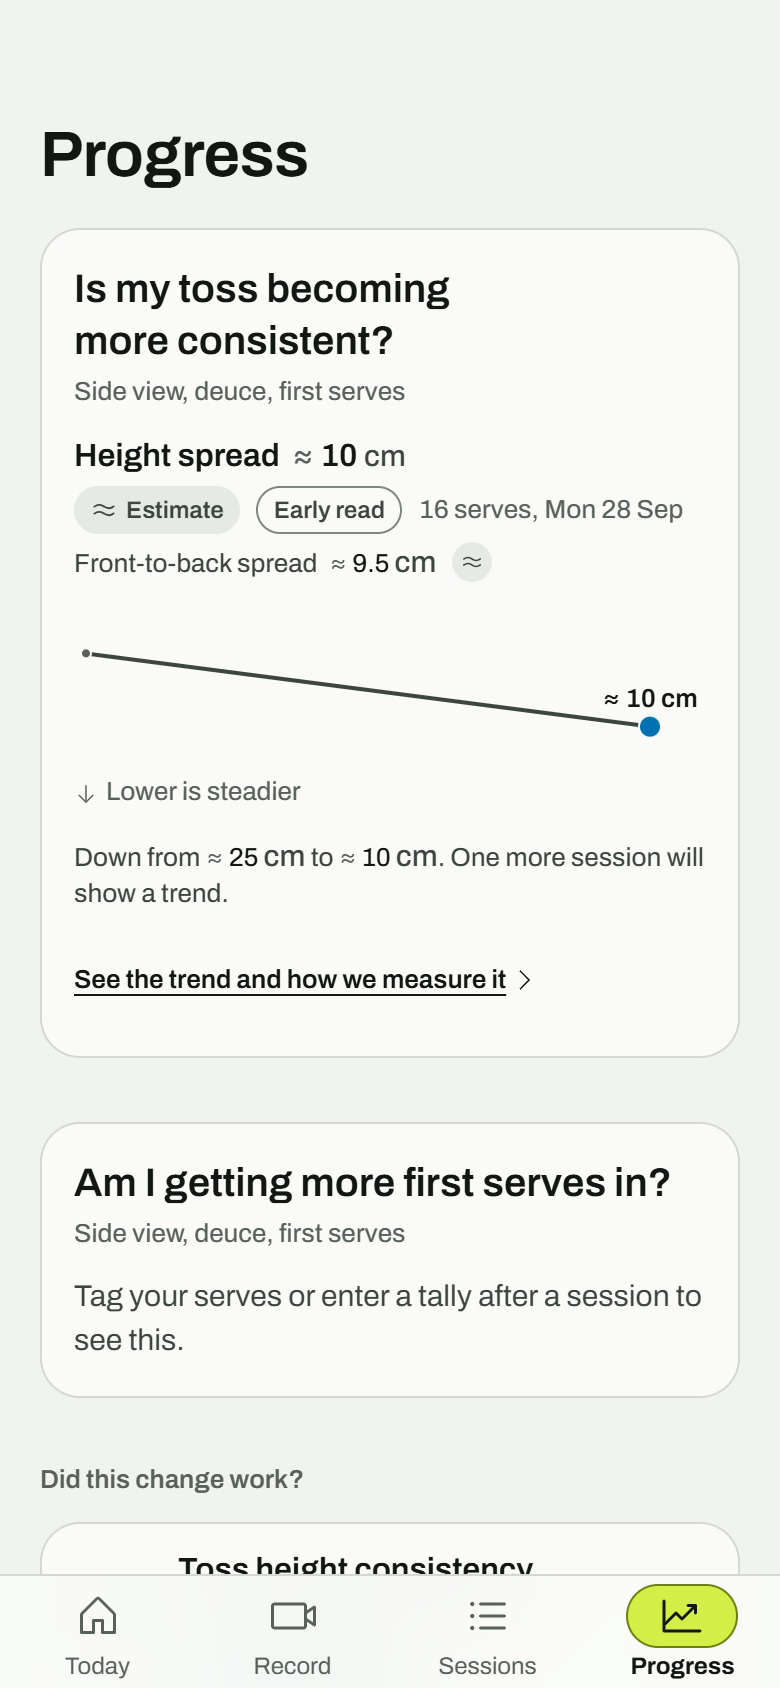 Progress
Is my toss becoming
more consistent?
Side view, deuce, first serves
Height spread ≈ 10 cm
≈ Estimate Early read 16 serves, Mon 28 Sep
Front-to-back spread ≈ 9.5 cm ≈
≈ 10 cm
↓ Lower is steadier
Down from ≈ 25 cm to ≈ 10 cm. One more session will
show a trend.
See the trend and how we measure it
Am I getting more first serves in?
Side view, deuce, first serves
Tag your serves or enter a tally after a session to
see this.
Did this change work?
Toss height consistency
Today Record Sessions Progress